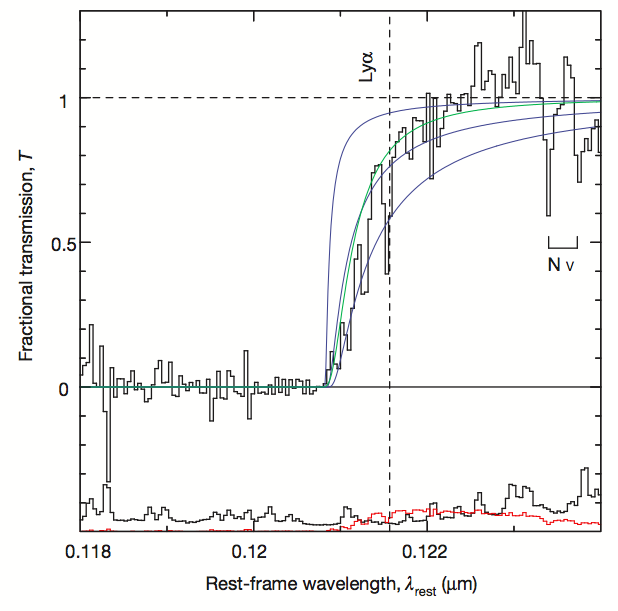 Lyα
1
0.5
0
N V
Fractional transmission, T
0.118
0.12
0.122
Rest-frame wavelength, λrest (μm)